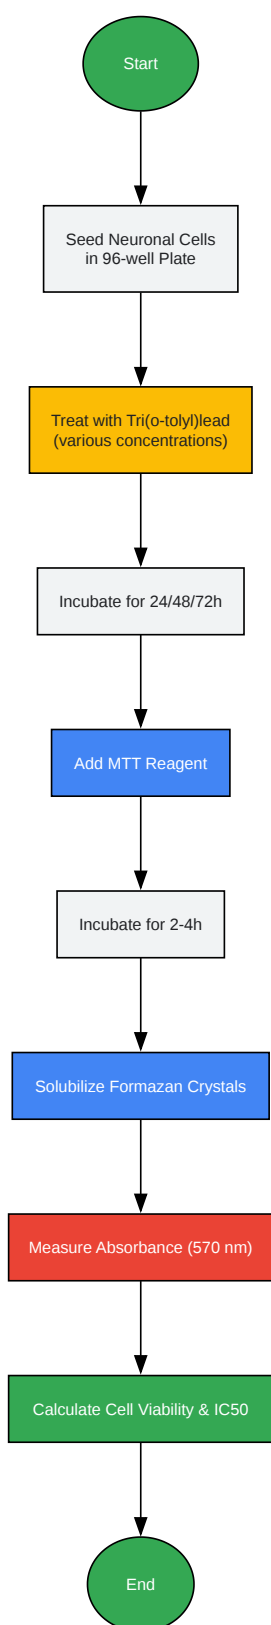 Start
Seed Neuronal Cells
in 96-well Plate
Treat with Tri(o-tolyl)lead
(various concentrations)
Incubate for 24/48/72h
Add MTT Reagent
Incubate for 2-4h
Solubilize Formazan Crystals
Measure Absorbance (570 nm)
Calculate Cell Viability & IC50
End